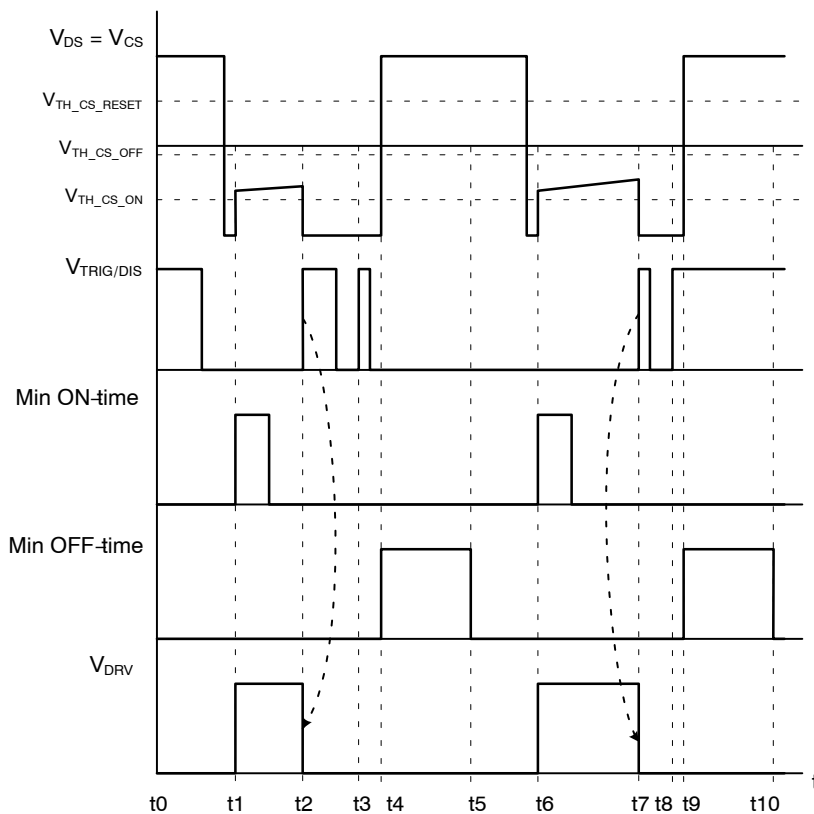 VDS = VCS
VTH_CS_RESET
VTH_CS_OFF
VTH_CS_ON
VTRIG/DIS
Min ON-time
Min OFF-time
VDRV
t
t0 t1 t2 t3 t4 t5 t6 t7 t8 t9 t10